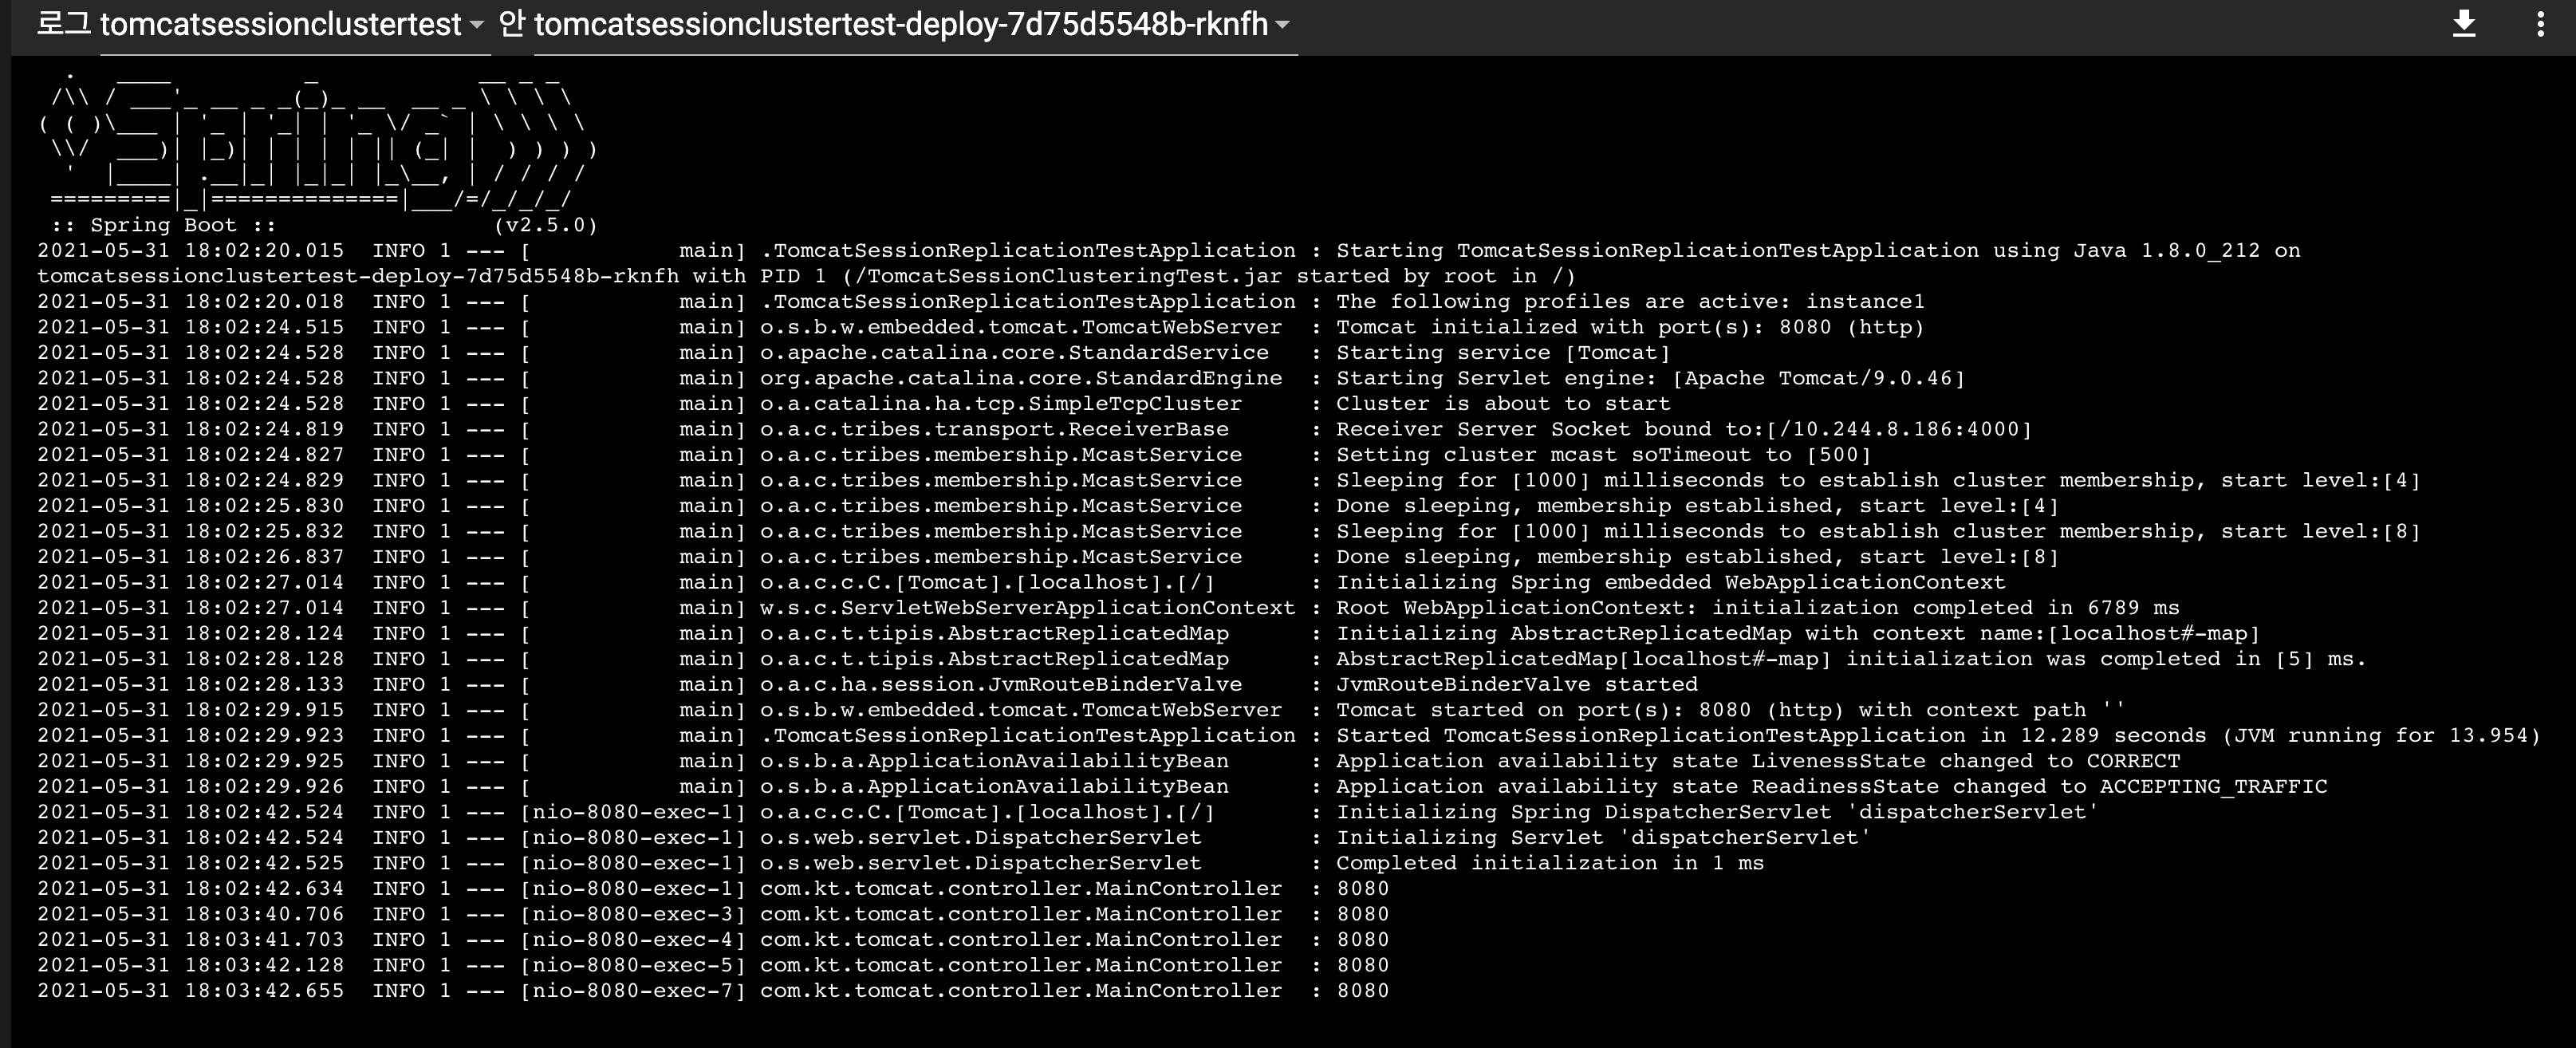 로그 tomcatsessionclustertest 안 tomcatsessionclustertest-deploy-7d75d5548b-rknfh
  .   ____          _            __ _ _
 /\\ / ___'_ __ _ _(_)_ __  __ _ \ \ \ \
( ( )\___ | '_ | '_| | '_ \/ _` | \ \ \ \
 \\/  ___)| |_)| | | | | || (_| |  ) ) ) )
  '  |____| .__|_| |_|_| |_\__, | / / / /
 =========|_|==============|___/=/_/_/_/
 :: Spring Boot ::                (v2.5.0)
2021-05-31 18:02:20.015  INFO 1 --- [           main] .TomcatSessionReplicationTestApplication : Starting TomcatSessionReplicationTestApplication using Java 1.8.0_212 on
tomcatsessionclustertest-deploy-7d75d5548b-rknfh with PID 1 (/TomcatSessionClusteringTest.jar started by root in /)
2021-05-31 18:02:20.018  INFO 1 --- [           main] .TomcatSessionReplicationTestApplication : The following profiles are active: instance1
2021-05-31 18:02:24.515  INFO 1 --- [           main] o.s.b.w.embedded.tomcat.TomcatWebServer  : Tomcat initialized with port(s): 8080 (http)
2021-05-31 18:02:24.528  INFO 1 --- [           main] o.apache.catalina.core.StandardService   : Starting service [Tomcat]
2021-05-31 18:02:24.528  INFO 1 --- [           main] org.apache.catalina.core.StandardEngine  : Starting Servlet engine: [Apache Tomcat/9.0.46]
2021-05-31 18:02:24.528  INFO 1 --- [           main] o.a.catalina.ha.tcp.SimpleTcpCluster     : Cluster is about to start
2021-05-31 18:02:24.819  INFO 1 --- [           main] o.a.c.tribes.transport.ReceiverBase      : Receiver Server Socket bound to:[/10.244.8.186:4000]
2021-05-31 18:02:24.827  INFO 1 --- [           main] o.a.c.tribes.membership.McastService     : Setting cluster mcast soTimeout to [500]
2021-05-31 18:02:24.829  INFO 1 --- [           main] o.a.c.tribes.membership.McastService     : Sleeping for [1000] milliseconds to establish cluster membership, start level:[4]
2021-05-31 18:02:25.830  INFO 1 --- [           main] o.a.c.tribes.membership.McastService     : Done sleeping, membership established, start level:[4]
2021-05-31 18:02:25.832  INFO 1 --- [           main] o.a.c.tribes.membership.McastService     : Sleeping for [1000] milliseconds to establish cluster membership, start level:[8]
2021-05-31 18:02:26.837  INFO 1 --- [           main] o.a.c.tribes.membership.McastService     : Done sleeping, membership established, start level:[8]
2021-05-31 18:02:27.014  INFO 1 --- [           main] o.a.c.c.C.[Tomcat].[localhost].[/]       : Initializing Spring embedded WebApplicationContext
2021-05-31 18:02:27.014  INFO 1 --- [           main] w.s.c.ServletWebServerApplicationContext : Root WebApplicationContext: initialization completed in 6789 ms
2021-05-31 18:02:28.124  INFO 1 --- [           main] o.a.c.t.tipis.AbstractReplicatedMap      : Initializing AbstractReplicatedMap with context name:[localhost#-map]
2021-05-31 18:02:28.128  INFO 1 --- [           main] o.a.c.t.tipis.AbstractReplicatedMap      : AbstractReplicatedMap[localhost#-map] initialization was completed in [5] ms.
2021-05-31 18:02:28.133  INFO 1 --- [           main] o.a.c.ha.session.JvmRouteBinderValve     : JvmRouteBinderValve started
2021-05-31 18:02:29.915  INFO 1 --- [           main] o.s.b.w.embedded.tomcat.TomcatWebServer  : Tomcat started on port(s): 8080 (http) with context path ''
2021-05-31 18:02:29.923  INFO 1 --- [           main] .TomcatSessionReplicationTestApplication : Started TomcatSessionReplicationTestApplication in 12.289 seconds (JVM running for 13.954)
2021-05-31 18:02:29.925  INFO 1 --- [           main] o.s.b.a.ApplicationAvailabilityBean      : Application availability state LivenessState changed to CORRECT
2021-05-31 18:02:29.926  INFO 1 --- [           main] o.s.b.a.ApplicationAvailabilityBean      : Application availability state ReadinessState changed to ACCEPTING_TRAFFIC
2021-05-31 18:02:42.524  INFO 1 --- [nio-8080-exec-1] o.a.c.c.C.[Tomcat].[localhost].[/]       : Initializing Spring DispatcherServlet 'dispatcherServlet'
2021-05-31 18:02:42.524  INFO 1 --- [nio-8080-exec-1] o.s.web.servlet.DispatcherServlet        : Initializing Servlet 'dispatcherServlet'
2021-05-31 18:02:42.525  INFO 1 --- [nio-8080-exec-1] o.s.web.servlet.DispatcherServlet        : Completed initialization in 1 ms
2021-05-31 18:02:42.634  INFO 1 --- [nio-8080-exec-1] com.kt.tomcat.controller.MainController  : 8080
2021-05-31 18:03:40.706  INFO 1 --- [nio-8080-exec-3] com.kt.tomcat.controller.MainController  : 8080
2021-05-31 18:03:41.703  INFO 1 --- [nio-8080-exec-4] com.kt.tomcat.controller.MainController  : 8080
2021-05-31 18:03:42.128  INFO 1 --- [nio-8080-exec-5] com.kt.tomcat.controller.MainController  : 8080
2021-05-31 18:03:42.655  INFO 1 --- [nio-8080-exec-7] com.kt.tomcat.controller.MainController  : 8080